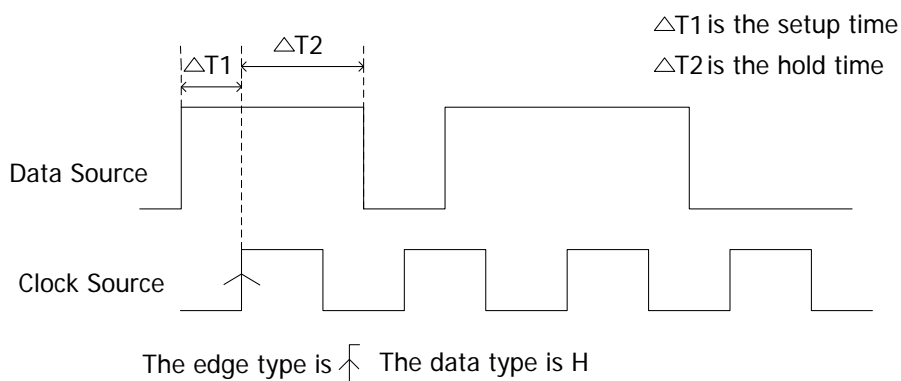 △T1 is the setup time
△T2 is the hold time
△T1
△T2
Data Source
Clock Source
The edge type is The data type is H